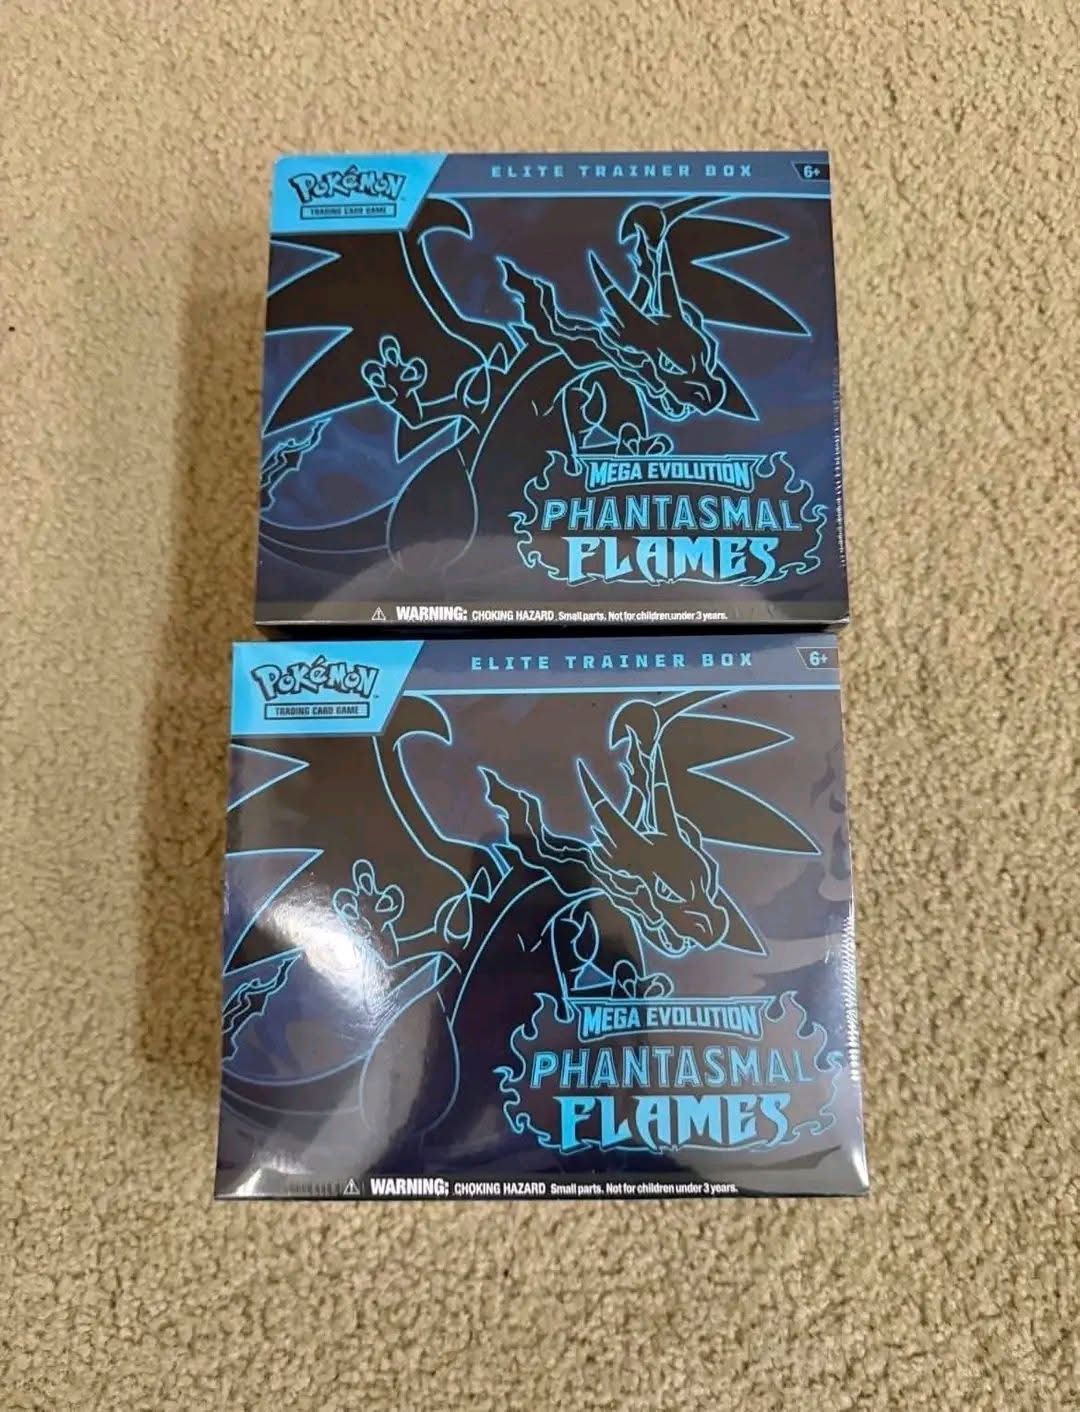 POKéMON
TRADING CARD GAME
ELITE TRAINER BOX
6+
MEGA EVOLUTION
PHANTASMAL
FLAMES
WARNING: CHOKING HAZARD. Small parts. Not for children under 3 years.
POKéMON
TRADING CARD GAME
ELITE TRAINER BOX
6+
MEGA EVOLUTION
PHANTASMAL
FLAMES
WARNING: CHOKING HAZARD Small parts. Not for children under 3 years.